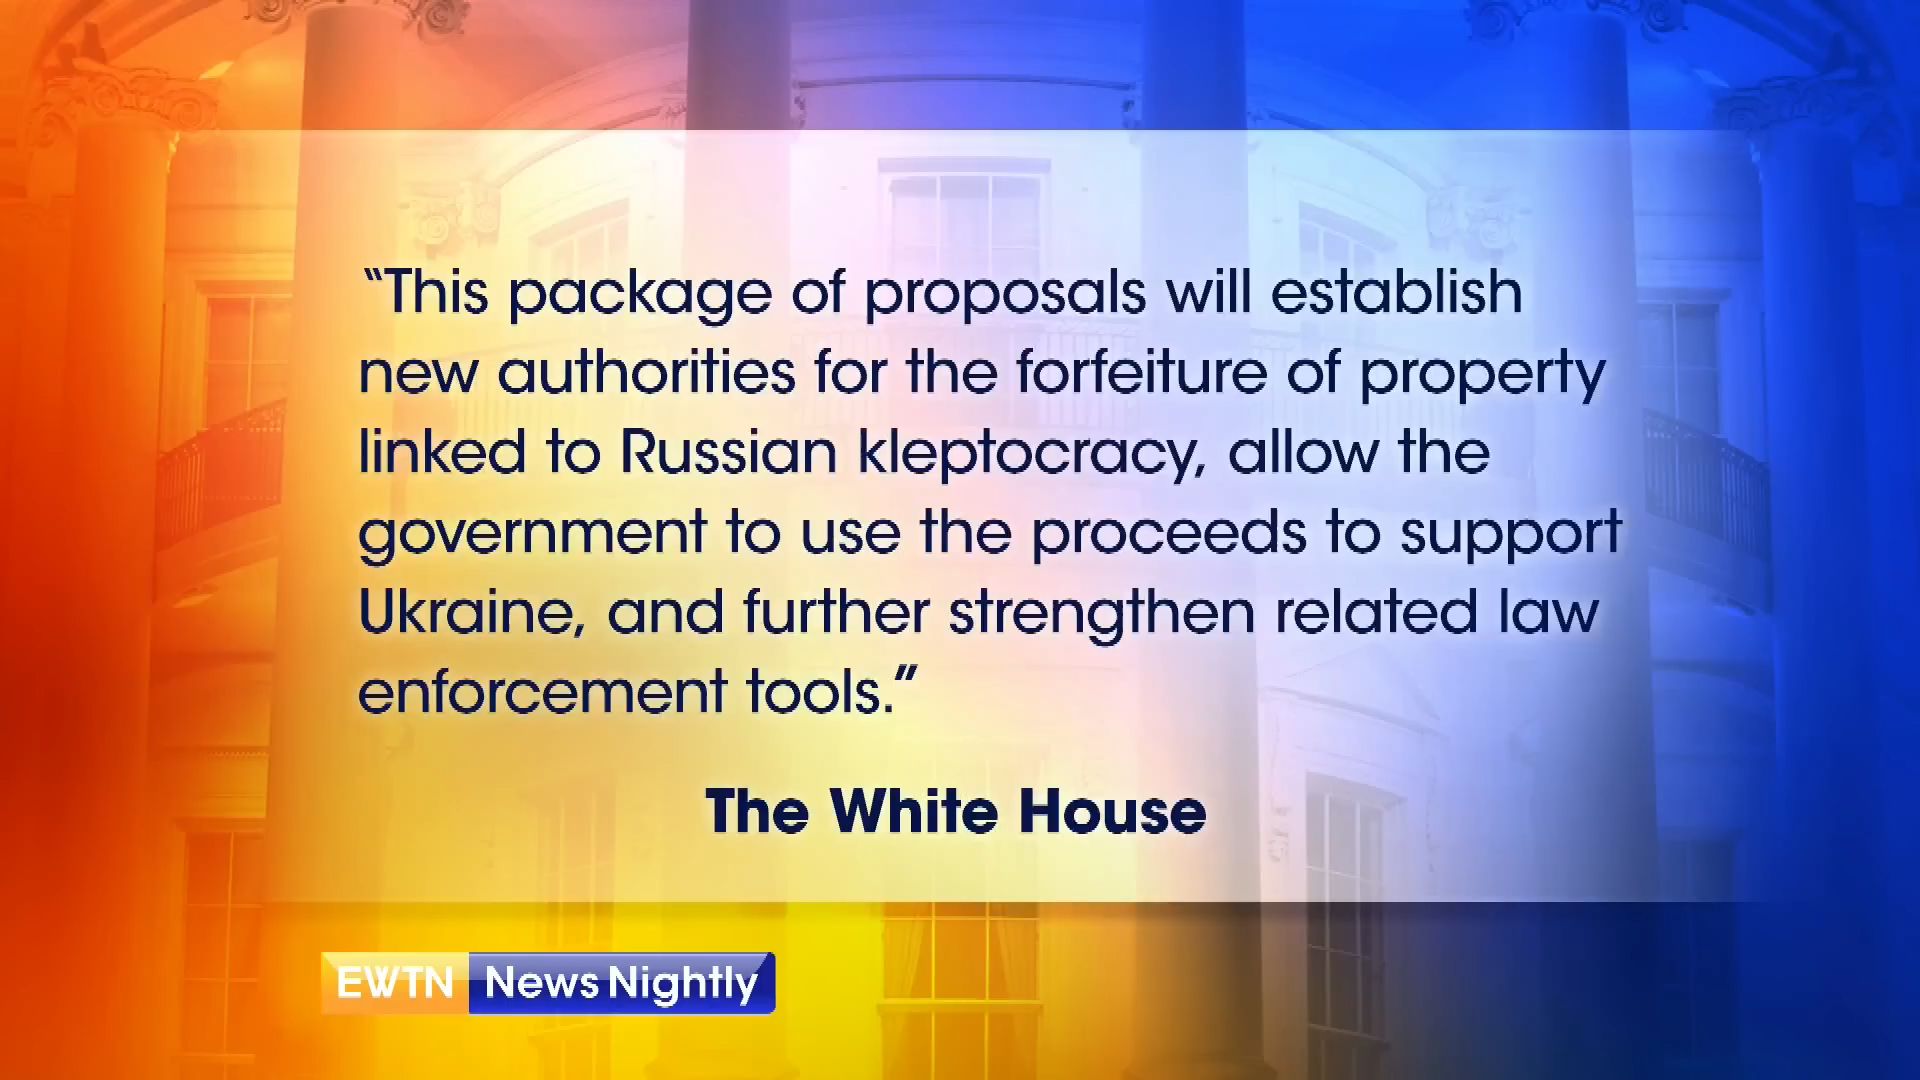 “This package of proposals will establish
new authorities for the forfeiture of property
linked to Russian kleptocracy, allow the
government to use the proceeds to support
Ukraine, and further strengthen related law
enforcement tools.”
The White House
EWTN News Nightly